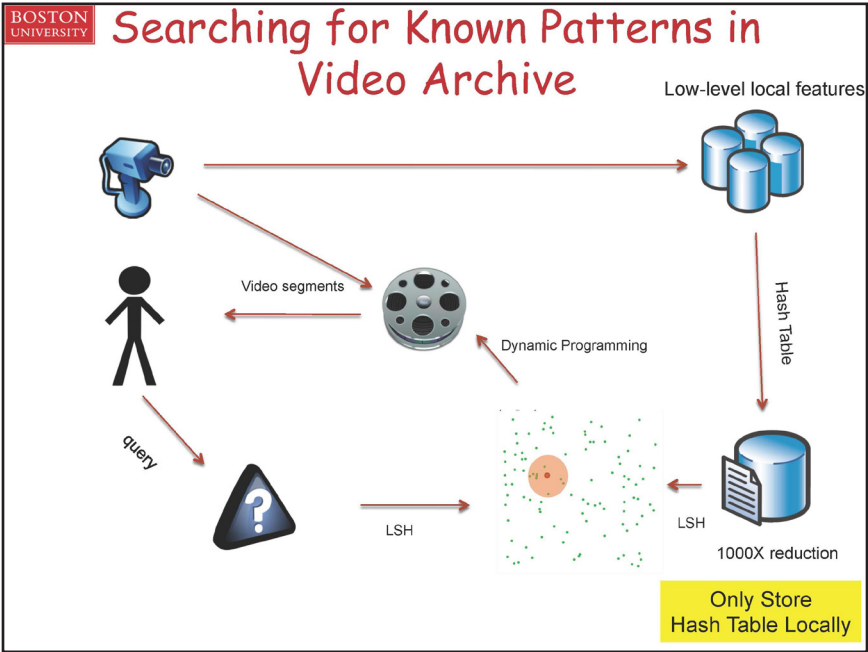 BOSTON
UNIVERSITY
Searching for Known Patterns in
Video Archive
Low-level local features
Video segments
Hash Table
Dynamic Programming
query
?
LSH
LSH
1000X reduction
Only Store
Hash Table Locally